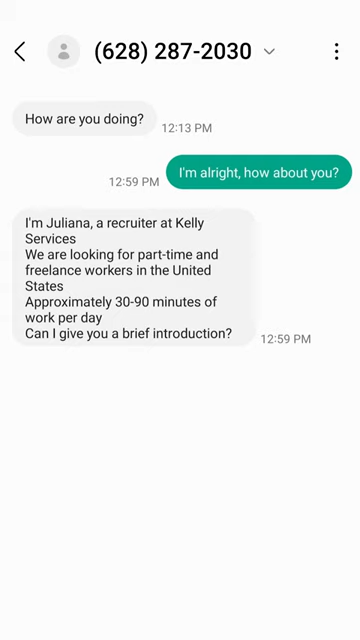 (628) 287-2030
How are you doing?
12:13 PM
I'm alright, how about you?
12:59 PM
I'm Juliana, a recruiter at Kelly
Services
We are looking for part-time and
freelance workers in the United
States
Approximately 30-90 minutes of
work per day
Can I give you a brief introduction?
12:59 PM